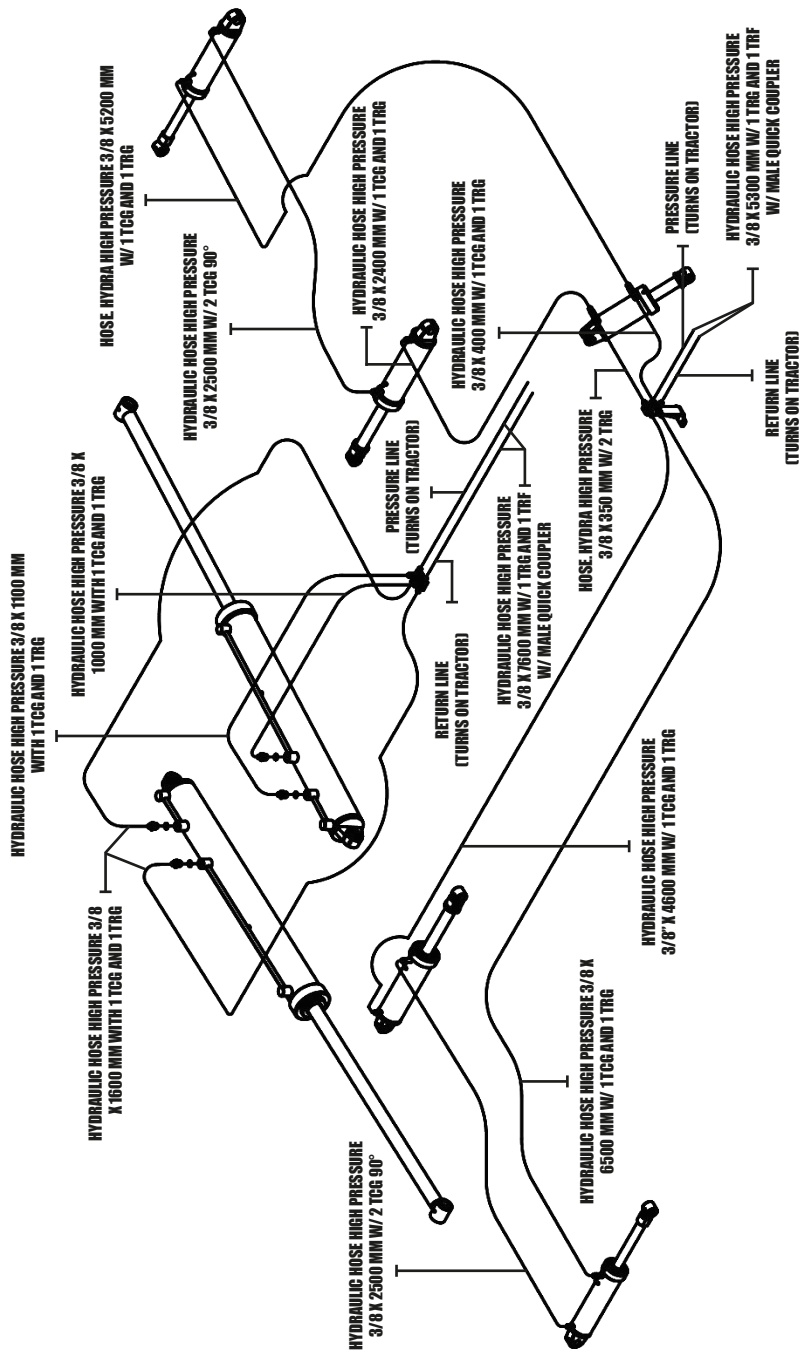 HYDRAULIC HOSE HIGH PRESSURE 3/8 X 1100 MM
WITH 1TCG AND 1 TRG
HYDRAULIC HOSE HIGH PRESSURE 3/8 X
1000 MM WITH 1 TCG AND 1 TRG
HOSE. HYDRA HIGH PRESSURE 3/8 X 5200 MM
W/ 1 TCG AND 1 TRG
HYDRAULIC HOSE HIGH PRESSURE 3/8
X 1600 MM WITH 1 TCG AND 1 TRG
HYDRAULIC HOSE HIGH PRESSURE
3/8 X 2500 MM W/ 2 TCG 90°
HYDRAULIC HOSE HIGH PRESSURE
3/8 X 2400 MM W/ 1 TCG AND 1 TRG
HYDRAULIC HOSE HIGH PRESSURE
3/8 X 400 MM W/ 1 TCG AND 1 TRG
PRESSURE LINE
(TURNS ON TRACTOR)
RETURN LINE
(TURNS ON TRACTOR)
HYDRAULIC HOSE HIGH PRESSURE
3/8 X 7600 MM W/ 1 TRG AND 1 TRF
W/ MALE QUICK COUPLER
HYDRAULIC HOSE HIGH PRESSURE
3/8 X 2500 MM W/ 2 TCG 90°
HOSE. HYDRA HIGH PRESSURE
3/8 X 350 MM W/ 2 TRG
HYDRAULIC HOSE HIGH PRESSURE 3/8 X
6500 MM W/ 1 TCG AND 1 TRG
HYDRAULIC HOSE HIGH PRESSURE
3/8" X 4600 MM W/ 1 TCG AND 1 TRG
PRESSURE LINE
(TURNS ON TRACTOR)
HYDRAULIC HOSE HIGH PRESSURE
3/8 X 5300 MM W/ 1 TRG AND 1 TRF
W/ MALE QUICK COUPLER
RETURN LINE
(TURNS ON TRACTOR)